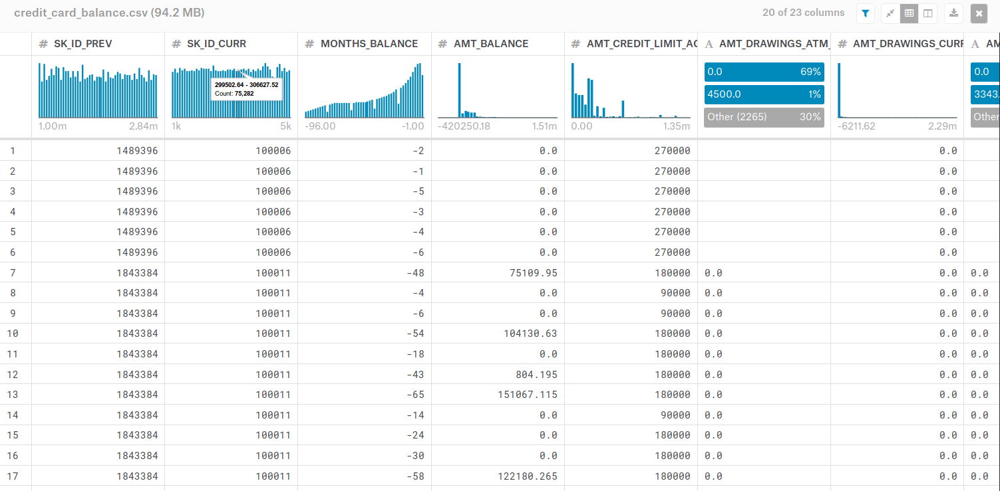 credit_card_balance.csv (94.2 MB) 20 of 23 columns
# SK_ID_PREV # SK_ID_CURR # MONTHS_BALANCE # AMT_BALANCE # AMT_CREDIT_LIMIT_AC A AMT_DRAWINGS_ATM_ # AMT_DRAWINGS_CURR A AM
0.0 69% 0.0
299502.64 - 306627.52
Count: 75,282
4500.0 1% 3343.
Other (2265) 30% Other
1.00m 2.84m 1k 5k -96.00 -1.00 -420250.18 1.51m 0.00 1.35m -6211.62 2.29m
1 1489396 100006 -2 0.0 270000 0.0
2 1489396 100006 -1 0.0 270000 0.0
3 1489396 100006 -5 0.0 270000 0.0
4 1489396 100006 -3 0.0 270000 0.0
5 1489396 100006 -4 0.0 270000 0.0
6 1489396 100006 -6 0.0 270000 0.0
7 1843384 100011 -48 75109.95 180000 0.0 0.0 0.0
8 1843384 100011 -4 0.0 90000 0.0 0.0 0.0
9 1843384 100011 -6 0.0 90000 0.0 0.0 0.0
10 1843384 100011 -54 104130.63 180000 0.0 0.0 0.0
11 1843384 100011 -18 0.0 180000 0.0 0.0 0.0
12 1843384 100011 -43 804.195 180000 0.0 0.0 0.0
13 1843384 100011 -65 151067.115 180000 0.0 0.0 0.0
14 1843384 100011 -14 0.0 90000 0.0 0.0 0.0
15 1843384 100011 -24 0.0 180000 0.0 0.0 0.0
16 1843384 100011 -30 0.0 180000 0.0 0.0 0.0
17 1843384 100011 -58 122180.265 180000 0.0 0.0 0.0